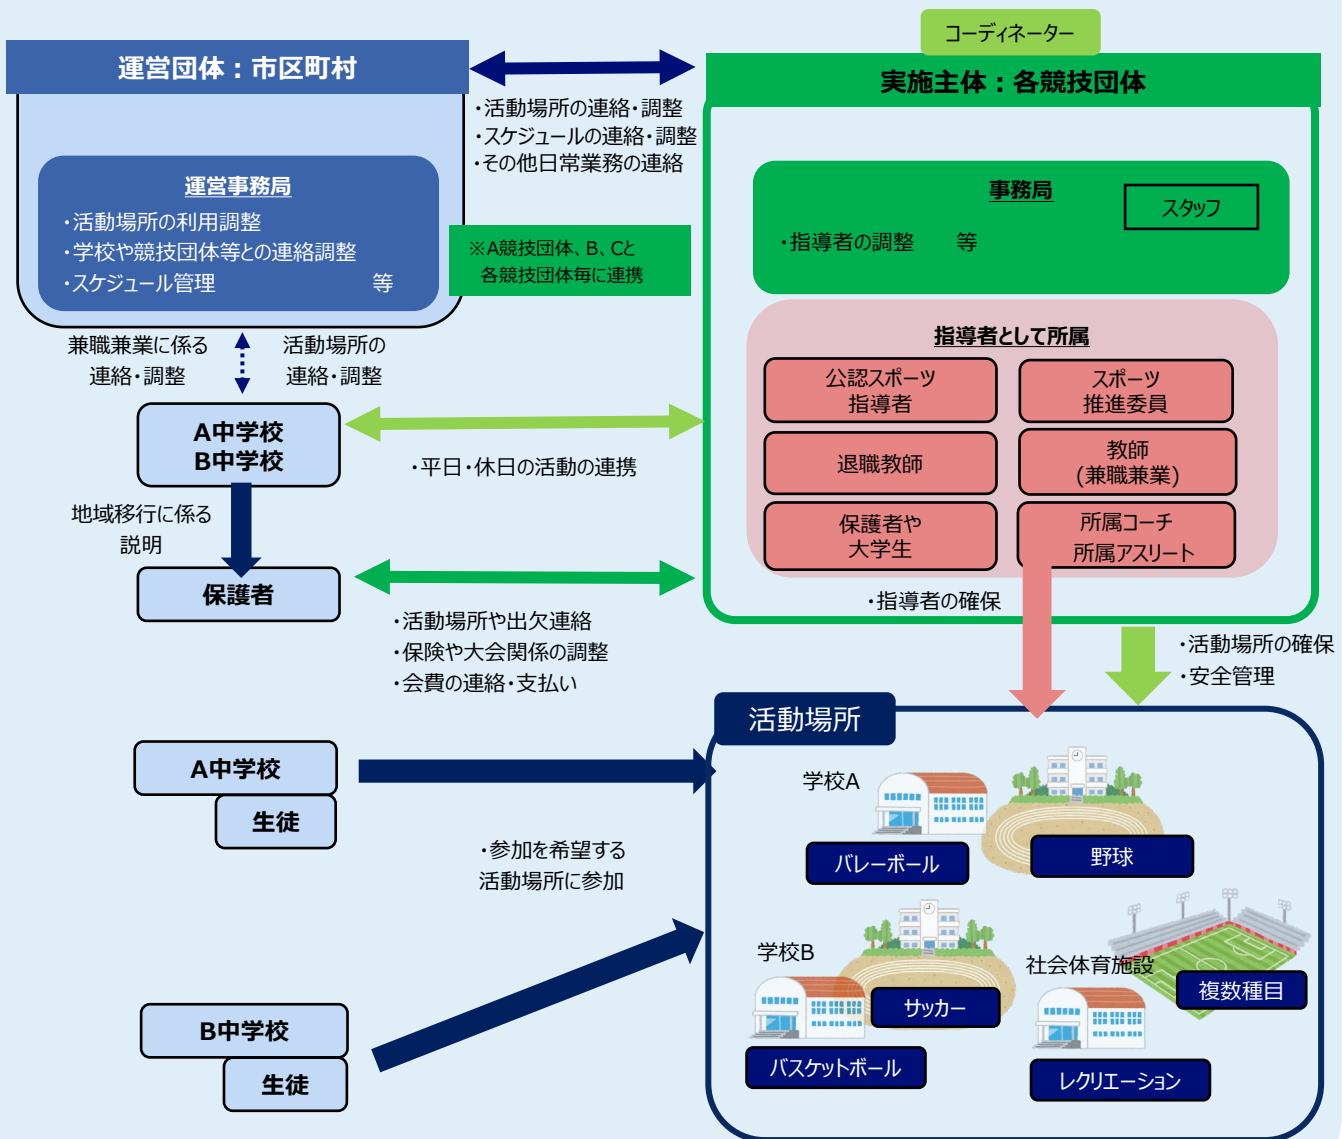 コーディネーター
運営団体：市区町村
実施主体：各競技団体
・活動場所の連絡・調整
・スケジュールの連絡・調整
・その他日常業務の連絡
運営事務局
・活動場所の利用調整
・学校や競技団体等との連絡調整
・スケジュール管理　等
※A競技団体、B、Cと
各競技団体毎に連携
事務局
スタッフ
・指導者の調整　等
指導者として所属
公認スポーツ
指導者
スポーツ
推進委員
退職教師
教師
(兼職兼業)
保護者や
大学生
所属コーチ
所属アスリート
兼職兼業に係る
連絡・調整
活動場所の
連絡・調整
A中学校
B中学校
・平日・休日の活動の連携
地域移行に係る
説明
保護者
・活動場所や出欠連絡
・保険や大会関係の調整
・会費の連絡・支払い
・指導者の確保
・活動場所の確保
・安全管理
活動場所
A中学校
生徒
・参加を希望する
活動場所に参加
B中学校
生徒
学校A
バレーボール
野球
学校B
サッカー
バスケットボール
社会体育施設
複数種目
レクリエーション